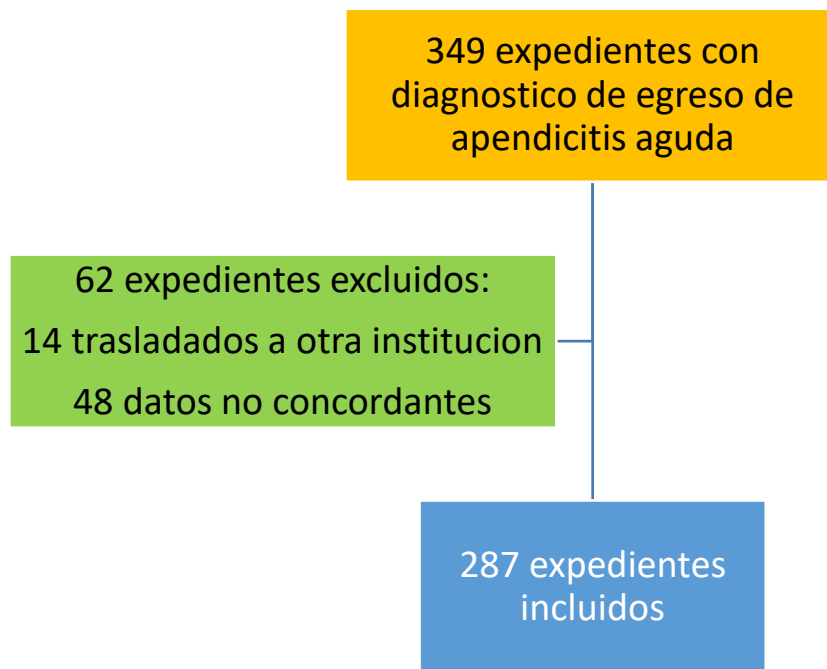 349 expedientes con
diagnostico de egreso de
apendicitis aguda
62 expedientes excluidos:
14 trasladados a otra institucion
48 datos no concordantes
287 expedientes
incluidos